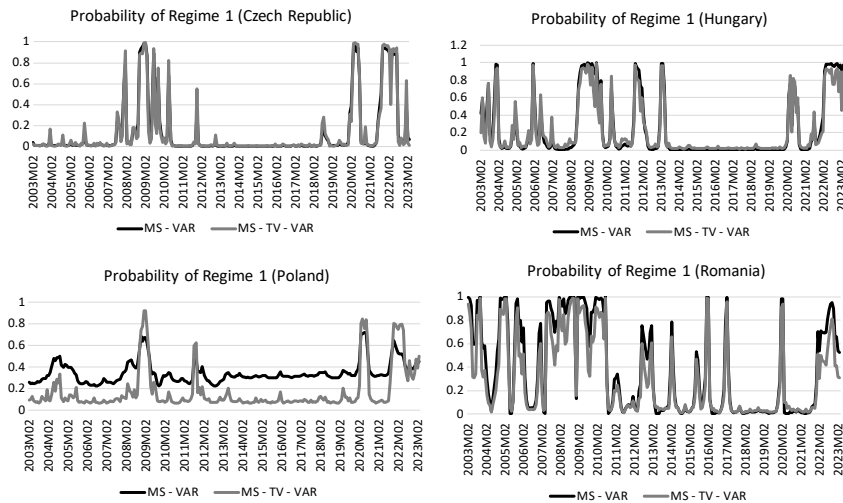 Probability of Regime 1 (Czech Republic)
1
0.8
0.6
0.4
0.2
0
2003M02
2004M02
2005M02
2006M02
2007M02
2008M02
2009M02
2010M02
2011M02
2012M02
2013M02
2014M02
2015M02
2016M02
2017M02
2018M02
2019M02
2020M02
2021M02
2022M02
2023M02
MS - VAR MS - TV - VAR
Probability of Regime 1 (Hungary)
1.2
1
0.8
0.6
0.4
0.2
0
2003M02
2004M02
2005M02
2006M02
2007M02
2008M02
2009M02
2010M02
2011M02
2012M02
2013M02
2014M02
2015M02
2016M02
2017M02
2018M02
2019M02
2020M02
2021M02
2022M02
2023M02
MS - VAR MS - TV - VAR
Probability of Regime 1 (Poland)
1
0.8
0.6
0.4
0.2
0
2003M02
2004M02
2005M02
2006M02
2007M02
2008M02
2009M02
2010M02
2011M02
2012M02
2013M02
2014M02
2015M02
2016M02
2017M02
2018M02
2019M02
2020M02
2021M02
2022M02
2023M02
MS - VAR MS - TV - VAR
Probability of Regime 1 (Romania)
1
0.8
0.6
0.4
0.2
0
2003M02
2004M02
2005M02
2006M02
2007M02
2008M02
2009M02
2010M02
2011M02
2012M02
2013M02
2014M02
2015M02
2016M02
2017M02
2018M02
2019M02
2020M02
2021M02
2022M02
2023M02
MS - VAR MS - TV - VAR